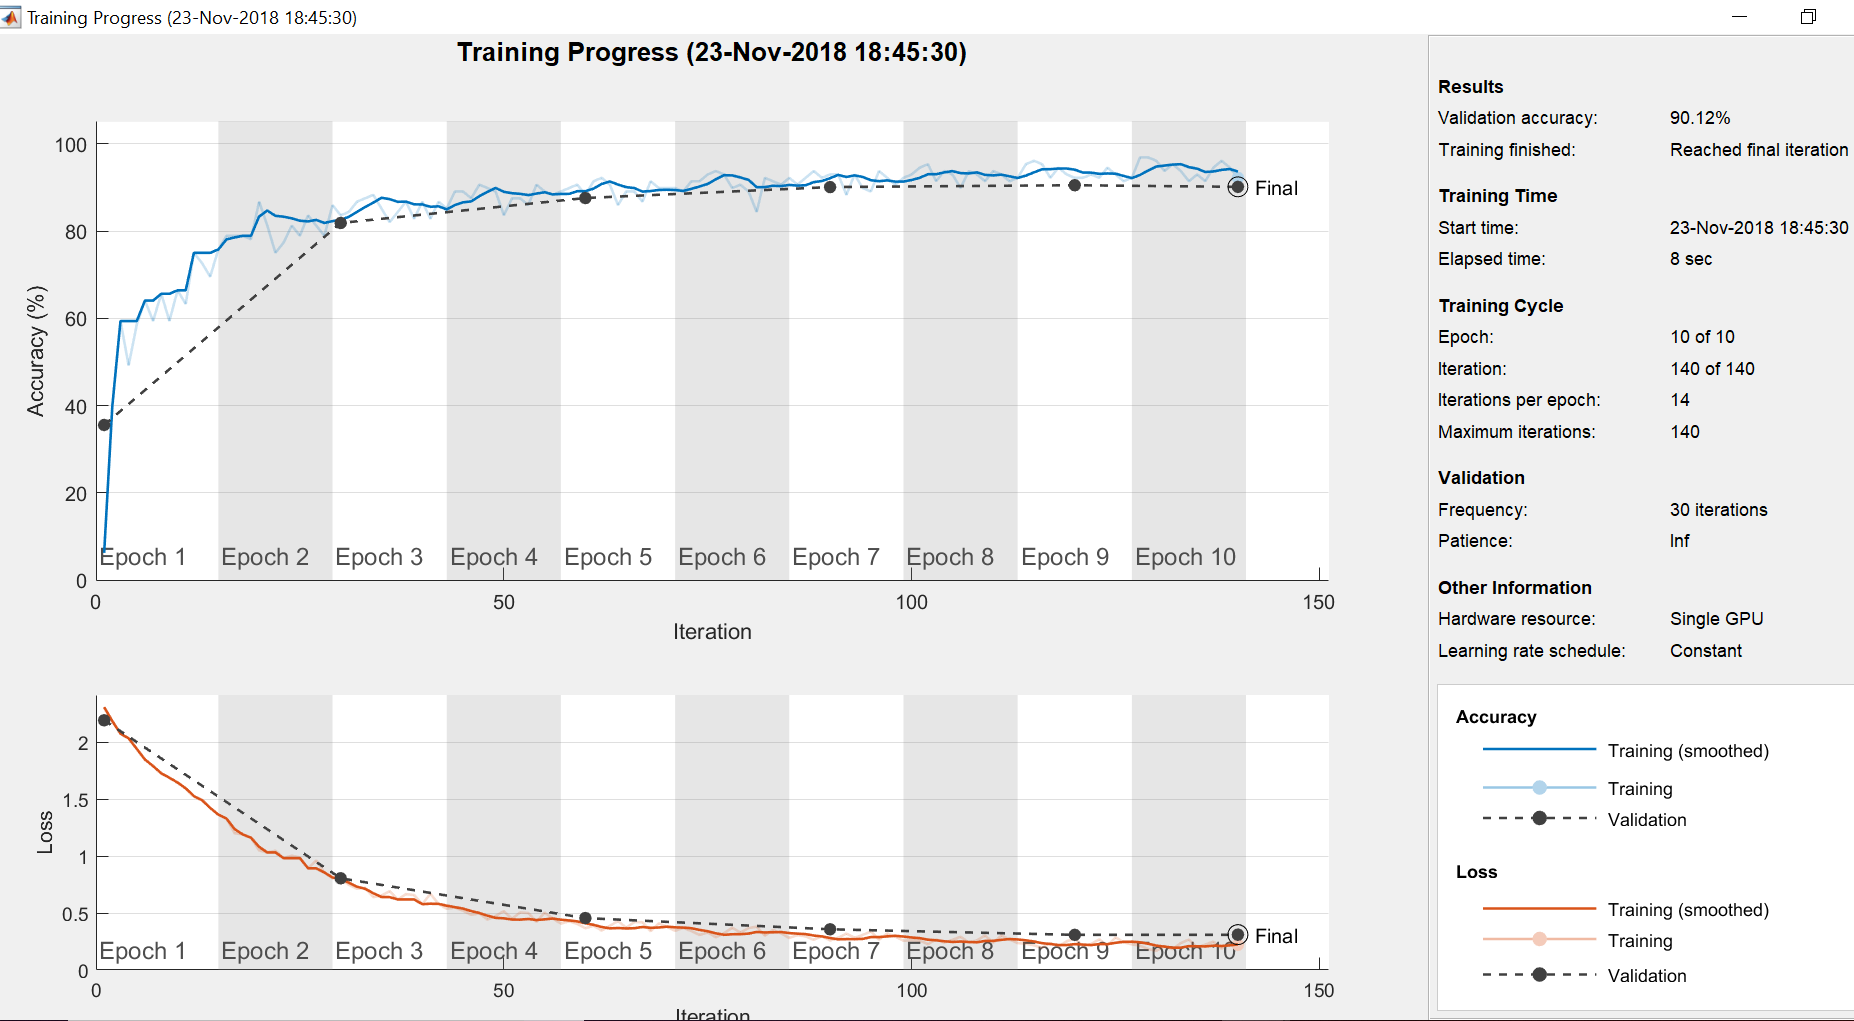 Training Progress (23-Nov-2018 18:45:30)
Training Progress (23-Nov-2018 18:45:30)
100
80
60
40
20
0
Accuracy (%)
Epoch 1 Epoch 2 Epoch 3 Epoch 4 Epoch 5 Epoch 6 Epoch 7 Epoch 8 Epoch 9 Epoch 10
Final
0 50 100 150
Iteration
2
1.5
1
0.5
0
Loss
Epoch 1 Epoch 2 Epoch 3 Epoch 4 Epoch 5 Epoch 6 Epoch 7 Epoch 8 Epoch 9 Epoch 10
Final
0 50 100 150
Iteration
Results
Validation accuracy: 90.12%
Training finished: Reached final iteration
Training Time
Start time: 23-Nov-2018 18:45:30
Elapsed time: 8 sec
Training Cycle
Epoch: 10 of 10
Iteration: 140 of 140
Iterations per epoch: 14
Maximum iterations: 140
Validation
Frequency: 30 iterations
Patience: Inf
Other Information
Hardware resource: Single GPU
Learning rate schedule: Constant
Accuracy
Training (smoothed)
Training
Validation
Loss
Training (smoothed)
Training
Validation